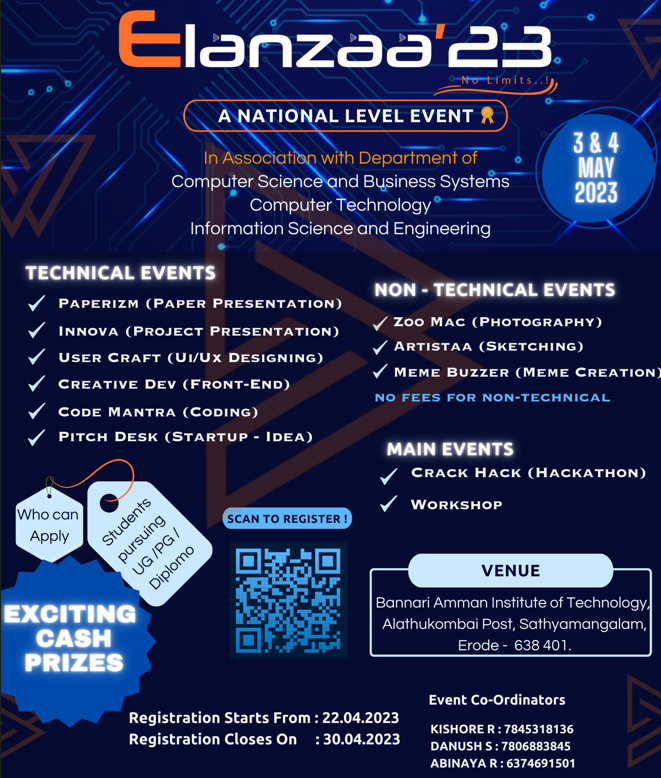 Elanzaa'23
No Limits..!
A NATIONAL LEVEL EVENT
In Association with Department of
Computer Science and Business Systems
Computer Technology
Information Science and Engineering
3 & 4
MAY
2023
TECHNICAL EVENTS
PAPERIZM (PAPER PRESENTATION)
INNOVA (PROJECT PRESENTATION)
USER CRAFT (UI/UX DESIGNING)
CREATIVE DEV (FRONT-END)
CODE MANTRA (CODING)
PITCH DESK (STARTUP - IDEA)
NON - TECHNICAL EVENTS
ZOO MAC (PHOTOGRAPHY)
ARTISTAA (SKETCHING)
MEME BUZZER (MEME CREATION)
NO FEES FOR NON-TECHNICAL
MAIN EVENTS
CRACK HACK (HACKATHON)
WORKSHOP
Who can
Apply
Students
pursuing
UG /PG /
Diplomo
EXCITING
CASH
PRIZES
SCAN TO REGISTER !
VENUE
Bannari Amman Institute of Technology,
Alathukombai Post, Sathyamangalam,
Erode - 638 401.
Registration Starts From : 22.04.2023
Registration Closes On : 30.04.2023
Event Co-Ordinators
KISHORE R : 7845318136
DANUSH S : 7806883845
ABINAYA R : 6374691501